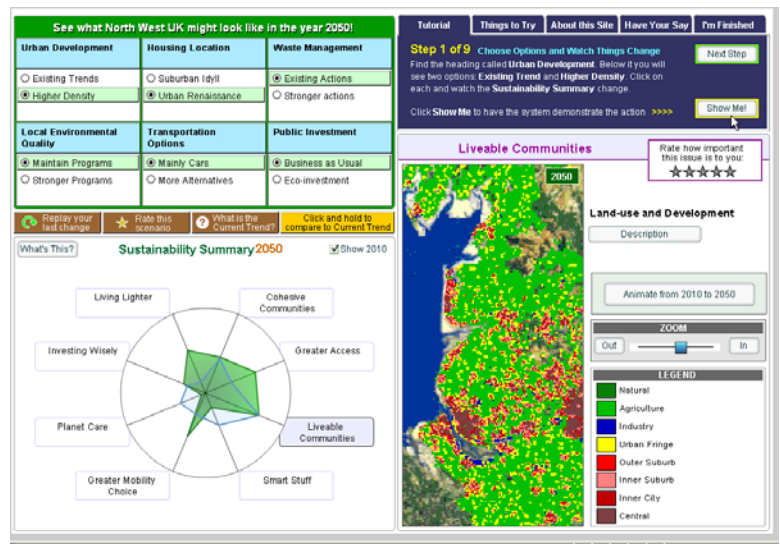 See what North West UK might look like in the year 2050!
Urban Development
Existing Trends
Higher Density
Housing Location
Suburban Idyll
Urban Renaissance
Waste Management
Existing Actions
Stronger actions
Local Environmental
Quality
Maintain Programs
Stronger Programs
Transportation
Options
Mainly Cars
More Alternatives
Public Investment
Business as Usual
Eco-investment
Replay your
last change
Rate this
scenario
What is the
Current Trend?
Click and hold to
compare to Current Trend
What's This?
Sustainability Summary 2050
Show 2010
Living Lighter
Cohesive
Communities
Investing Wisely
Greater Access
Planet Care
Liveable
Communities
Greater Mobility
Choice
Smart Stuff
Tutorial
Things to Try
About this Site
Have Your Say
I'm Finished
Step 1 of 9 Choose Options and Watch Things Change
Find the heading called Urban Development. Below it you will
see two options: Existing Trend and Higher Density. Click on
each and watch the Sustainability Summary change.
Click Show Me to have the system demonstrate the action >>>>
Next Step
Show Me!
Liveable Communities
Rate how important
this issue is to you:
2050
Land-use and Development
Description
Animate from 2010 to 2050
ZOOM
Out
In
LEGEND
Natural
Agriculture
Industry
Urban Fringe
Outer Suburb
Inner Suburb
Inner City
Central